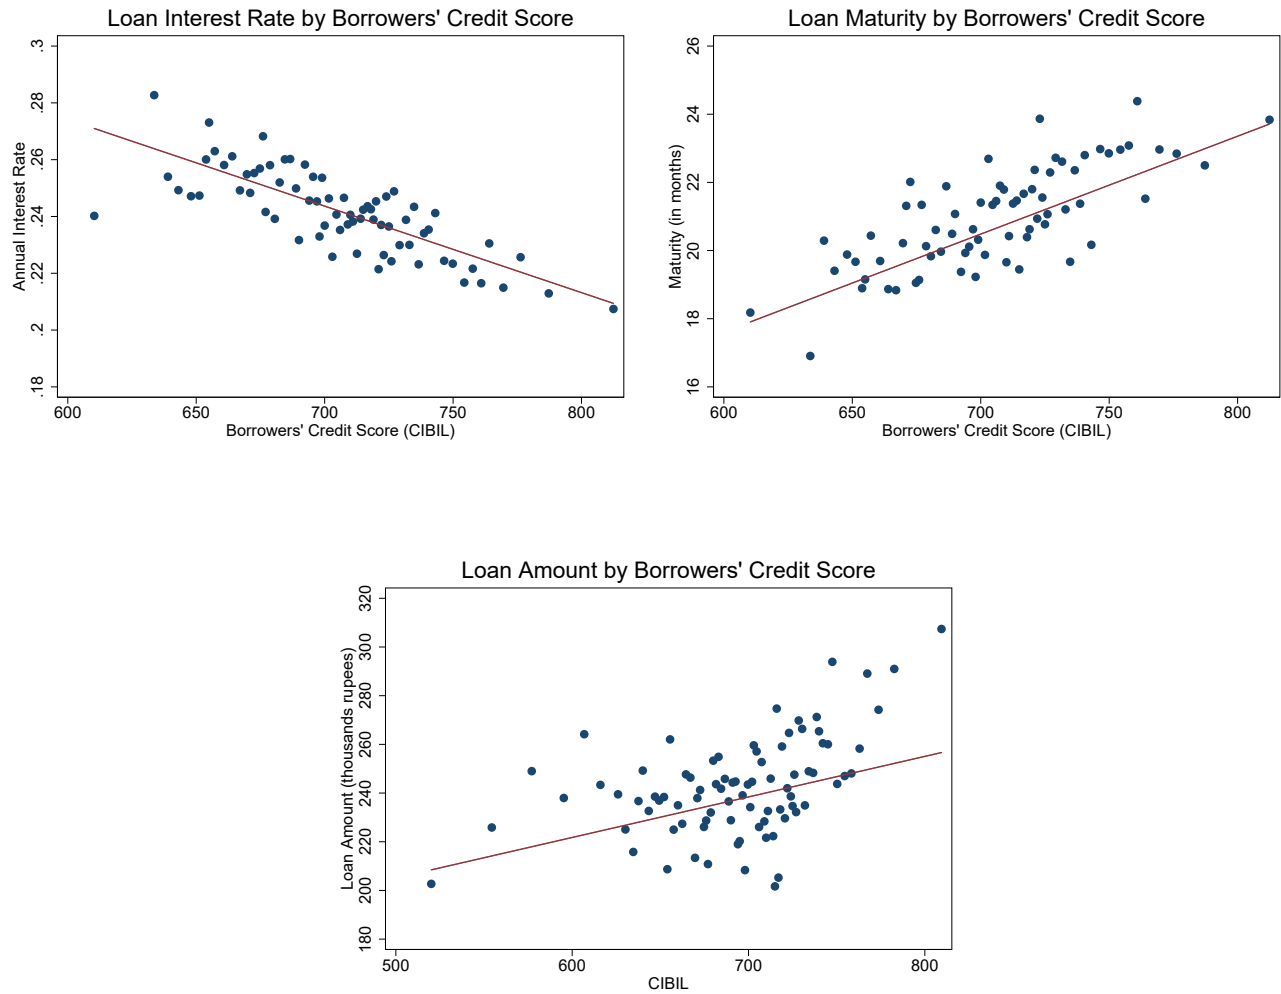 Loan Interest Rate by Borrowers' Credit Score
Annual Interest Rate
.3
.28
.26
.24
.22
.2
.18
600 650 700 750 800
Borrowers' Credit Score (CIBIL)
Loan Maturity by Borrowers' Credit Score
Maturity (in months)
26
24
22
20
18
16
600 650 700 750 800
Borrowers' Credit Score (CIBIL)
Loan Amount by Borrowers' Credit Score
Loan Amount (thousands rupees)
320
300
280
260
240
220
200
180
500 600 700 800
CIBIL